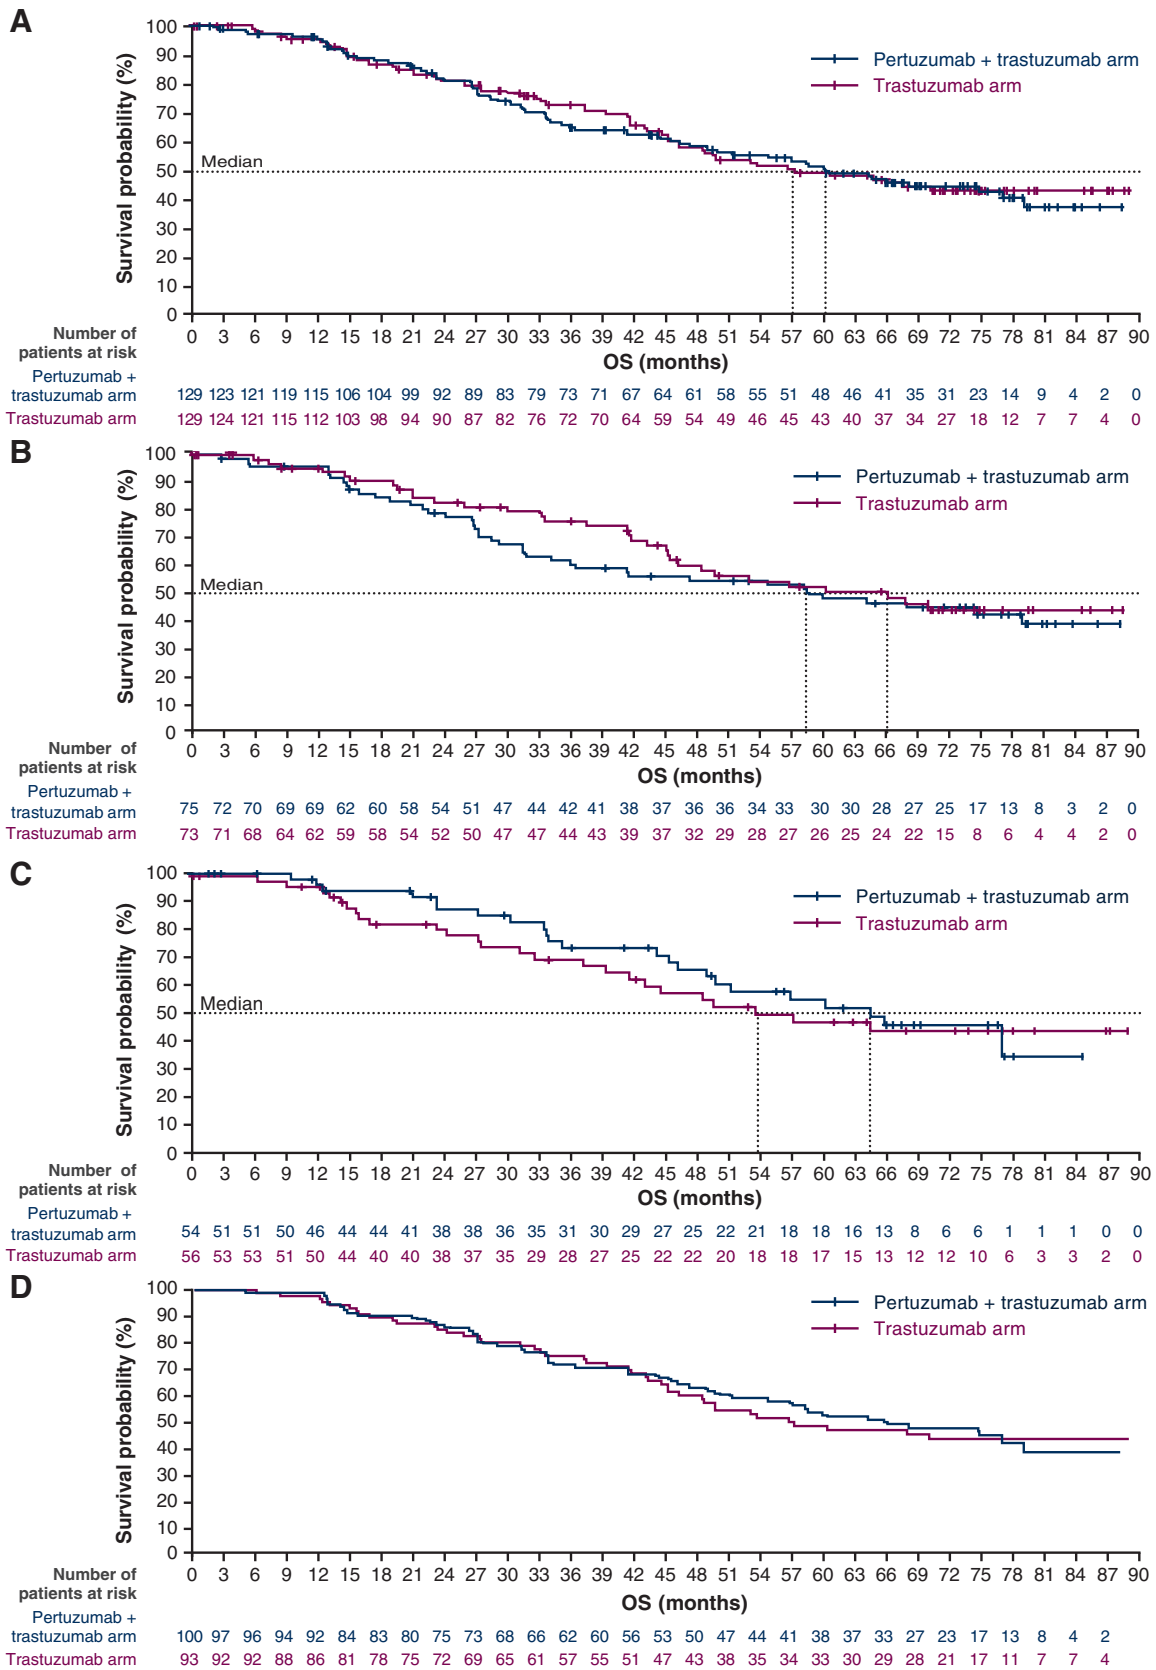 A
Survival probability (%)
100
90
80
70
60
50
40
30
20
10
0
Pertuzumab + trastuzumab arm
Trastuzumab arm
Median
0 3 6 9 12 15 18 21 24 27 30 33 36 39 42 45 48 51 54 57 60 63 66 69 72 75 78 81 84 87 90
OS (months)
Number of
patients at risk
Pertuzumab +
trastuzumab arm 129 123 121 119 115 106 104 99 92 89 83 79 73 71 67 64 61 58 55 51 48 46 41 35 31 23 14 9 4 2 0
Trastuzumab arm 129 124 121 115 112 103 98 94 90 87 82 76 72 70 64 59 54 49 46 45 43 40 37 34 27 18 12 7 7 4 0
B
Survival probability (%)
100
90
80
70
60
50
40
30
20
10
0
Pertuzumab + trastuzumab arm
Trastuzumab arm
Median
0 3 6 9 12 15 18 21 24 27 30 33 36 39 42 45 48 51 54 57 60 63 66 69 72 75 78 81 84 87 90
OS (months)
Number of
patients at risk
Pertuzumab +
trastuzumab arm 75 72 70 69 69 62 60 58 54 51 47 44 42 41 38 37 36 36 34 33 30 30 28 27 25 17 13 8 3 2 0
Trastuzumab arm 73 71 68 64 62 59 58 54 52 50 47 47 44 43 39 37 32 29 28 27 26 25 24 22 15 8 6 4 4 2 0
C
Survival probability (%)
100
90
80
70
60
50
40
30
20
10
0
Pertuzumab + trastuzumab arm
Trastuzumab arm
Median
0 3 6 9 12 15 18 21 24 27 30 33 36 39 42 45 48 51 54 57 60 63 66 69 72 75 78 81 84 87 90
OS (months)
Number of
patients at risk
Pertuzumab +
trastuzumab arm 54 51 51 50 46 44 44 41 38 38 36 35 31 30 29 27 25 22 21 18 18 16 13 8 6 6 1 1 1 0 0
Trastuzumab arm 56 53 53 51 50 44 40 40 38 37 35 29 28 27 25 22 22 20 18 18 17 15 13 12 12 10 6 3 3 2 0
D
Survival probability (%)
100
90
80
70
60
50
40
30
20
10
0
Pertuzumab + trastuzumab arm
Trastuzumab arm
0 3 6 9 12 15 18 21 24 27 30 33 36 39 42 45 48 51 54 57 60 63 66 69 72 75 78 81 84 87 90
OS (months)
Number of
patients at risk
Pertuzumab +
trastuzumab arm 100 97 96 94 92 84 83 80 75 73 68 66 62 60 56 53 50 47 44 41 38 37 33 27 23 17 13 8 4 2
Trastuzumab arm 93 92 92 88 86 81 78 75 72 69 65 61 57 55 51 47 43 38 35 34 33 30 29 28 21 17 11 7 7 4